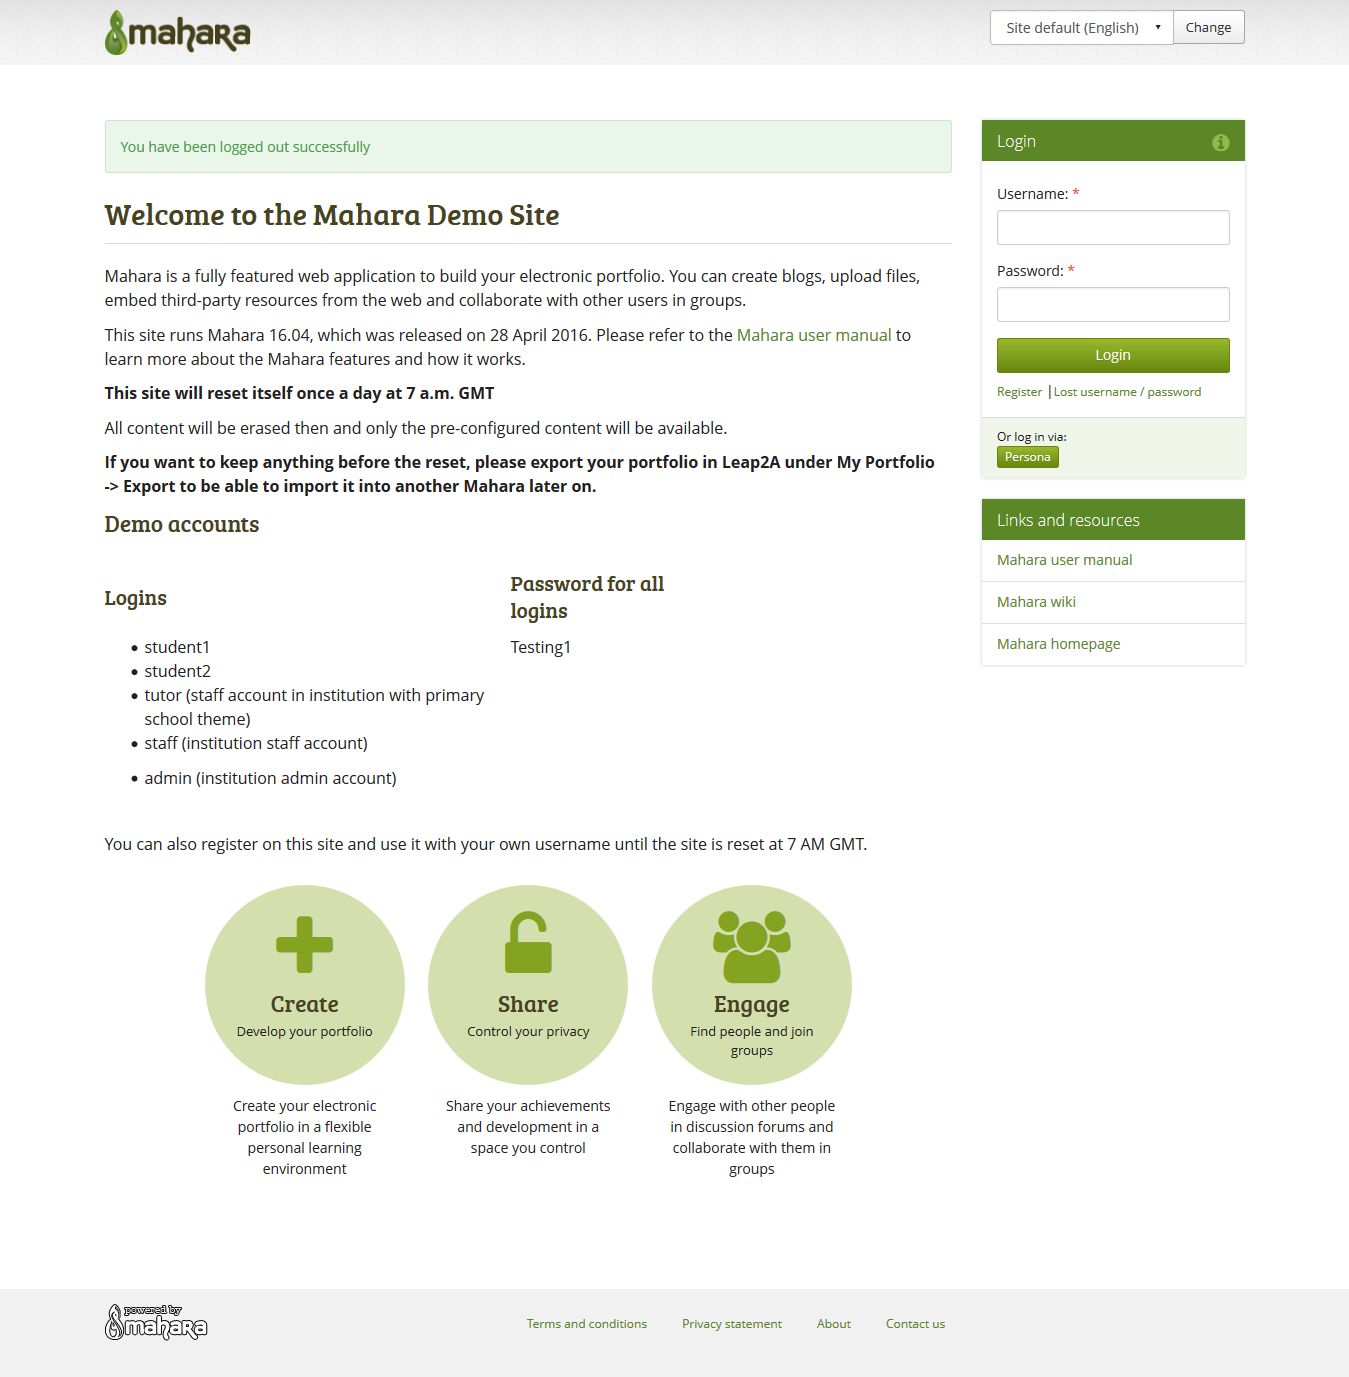 mahara
Site default (English)
Change
You have been logged out successfully
Welcome to the Mahara Demo Site
Mahara is a fully featured web application to build your electronic portfolio. You can create blogs, upload files,
embed third-party resources from the web and collaborate with other users in groups.
This site runs Mahara 16.04, which was released on 28 April 2016. Please refer to the Mahara user manual to
learn more about the Mahara features and how it works.
This site will reset itself once a day at 7 a.m. GMT
All content will be erased then and only the pre-configured content will be available.
If you want to keep anything before the reset, please export your portfolio in Leap2A under My Portfolio
-> Export to be able to import it into another Mahara later on.
Demo accounts
Logins
student1
student2
tutor (staff account in institution with primary
school theme)
staff (institution staff account)
admin (institution admin account)
Password for all
logins
Testing1
You can also register on this site and use it with your own username until the site is reset at 7 AM GMT.
Create
Develop your portfolio
Create your electronic
portfolio in a flexible
personal learning
environment
Share
Control your privacy
Share your achievements
and development in a
space you control
Engage
Find people and join
groups
Engage with other people
in discussion forums and
collaborate with them in
groups
Login
Username: *
Password: *
Login
Register | Lost username / password
Or log in via:
Persona
Links and resources
Mahara user manual
Mahara wiki
Mahara homepage
powered by
mahara
Terms and conditions
Privacy statement
About
Contact us